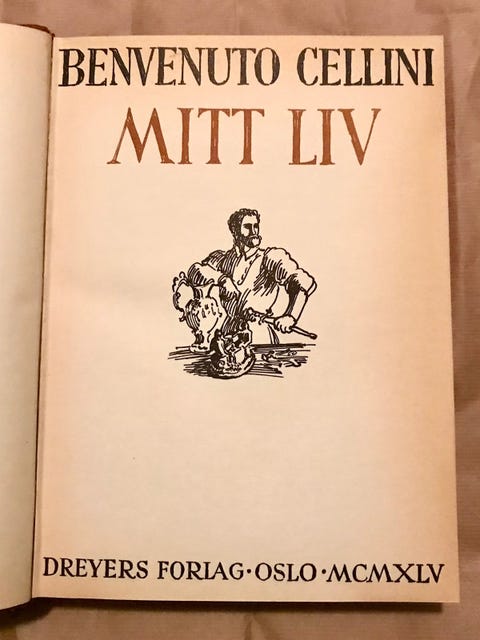 BENVENUTO CELLINI
MITT LIV
DREYERS FORLAG·OSLO·MCMXLV